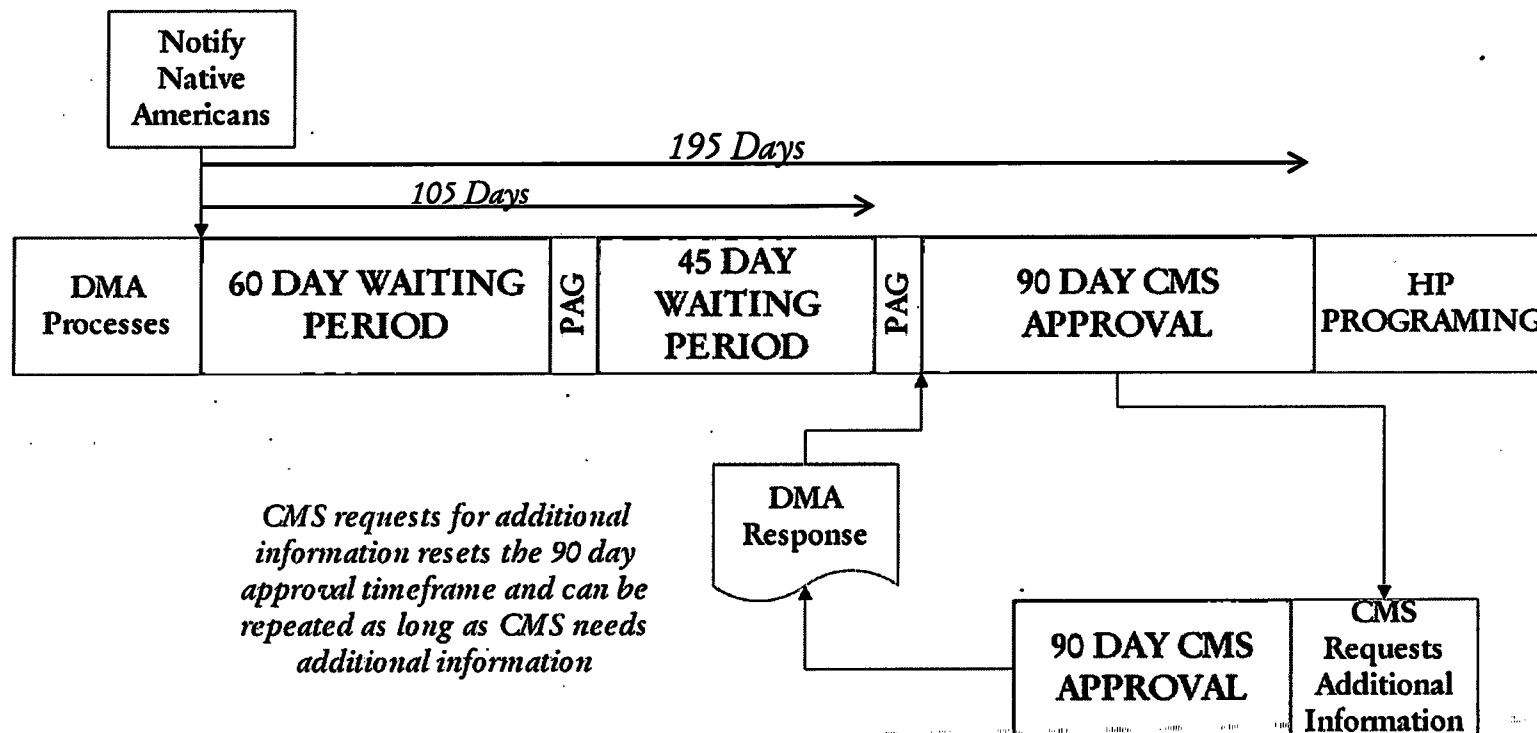 Notify
Native
Americans
195 Days
105 Days
DMA
Processes
60 DAY WAITING
PERIOD
PAG
45 DAY
WAITING
PERIOD
PAG
90 DAY CMS
APPROVAL
HP
PROGRAMING
CMS requests for additional
information resets the 90 day
approval timeframe and can be
repeated as long as CMS needs
additional information
DMA
Response
90 DAY CMS
APPROVAL
CMS
Requests
Additional
Information